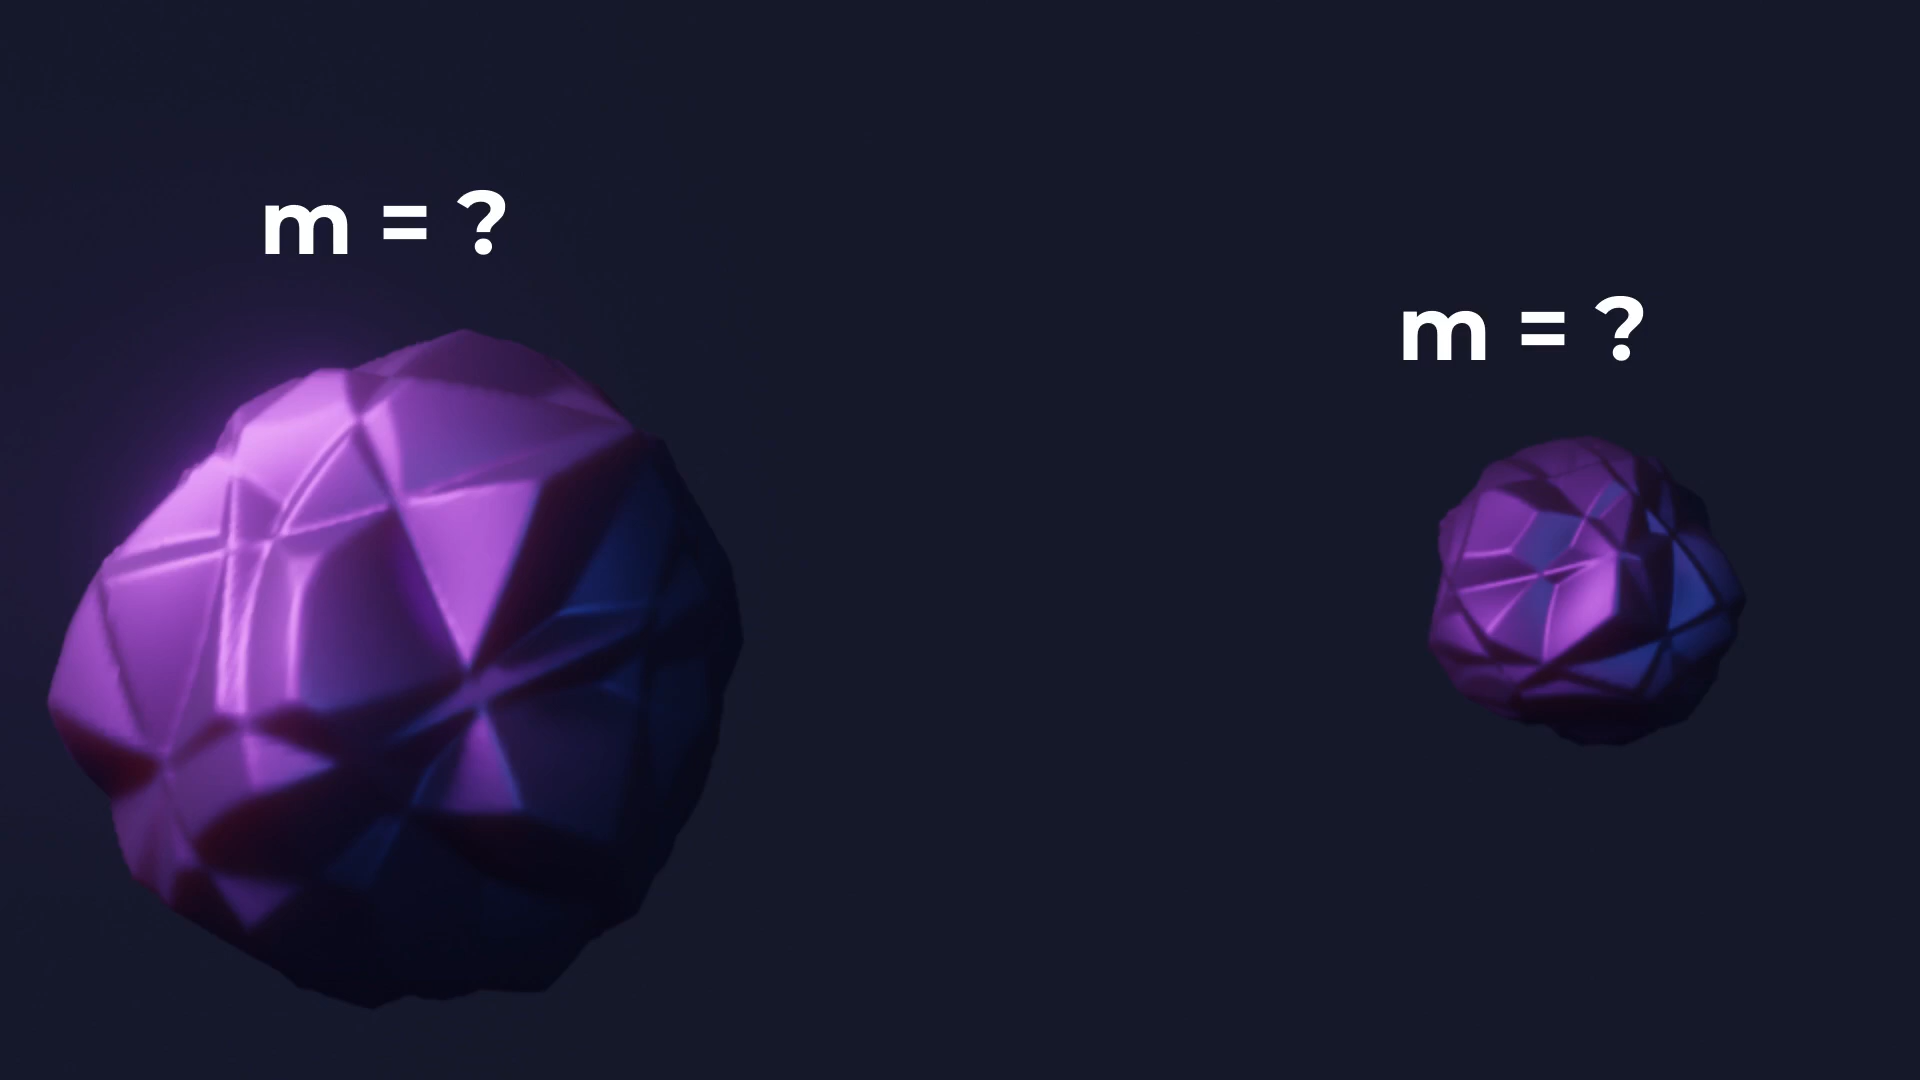 m = ?
m = ?